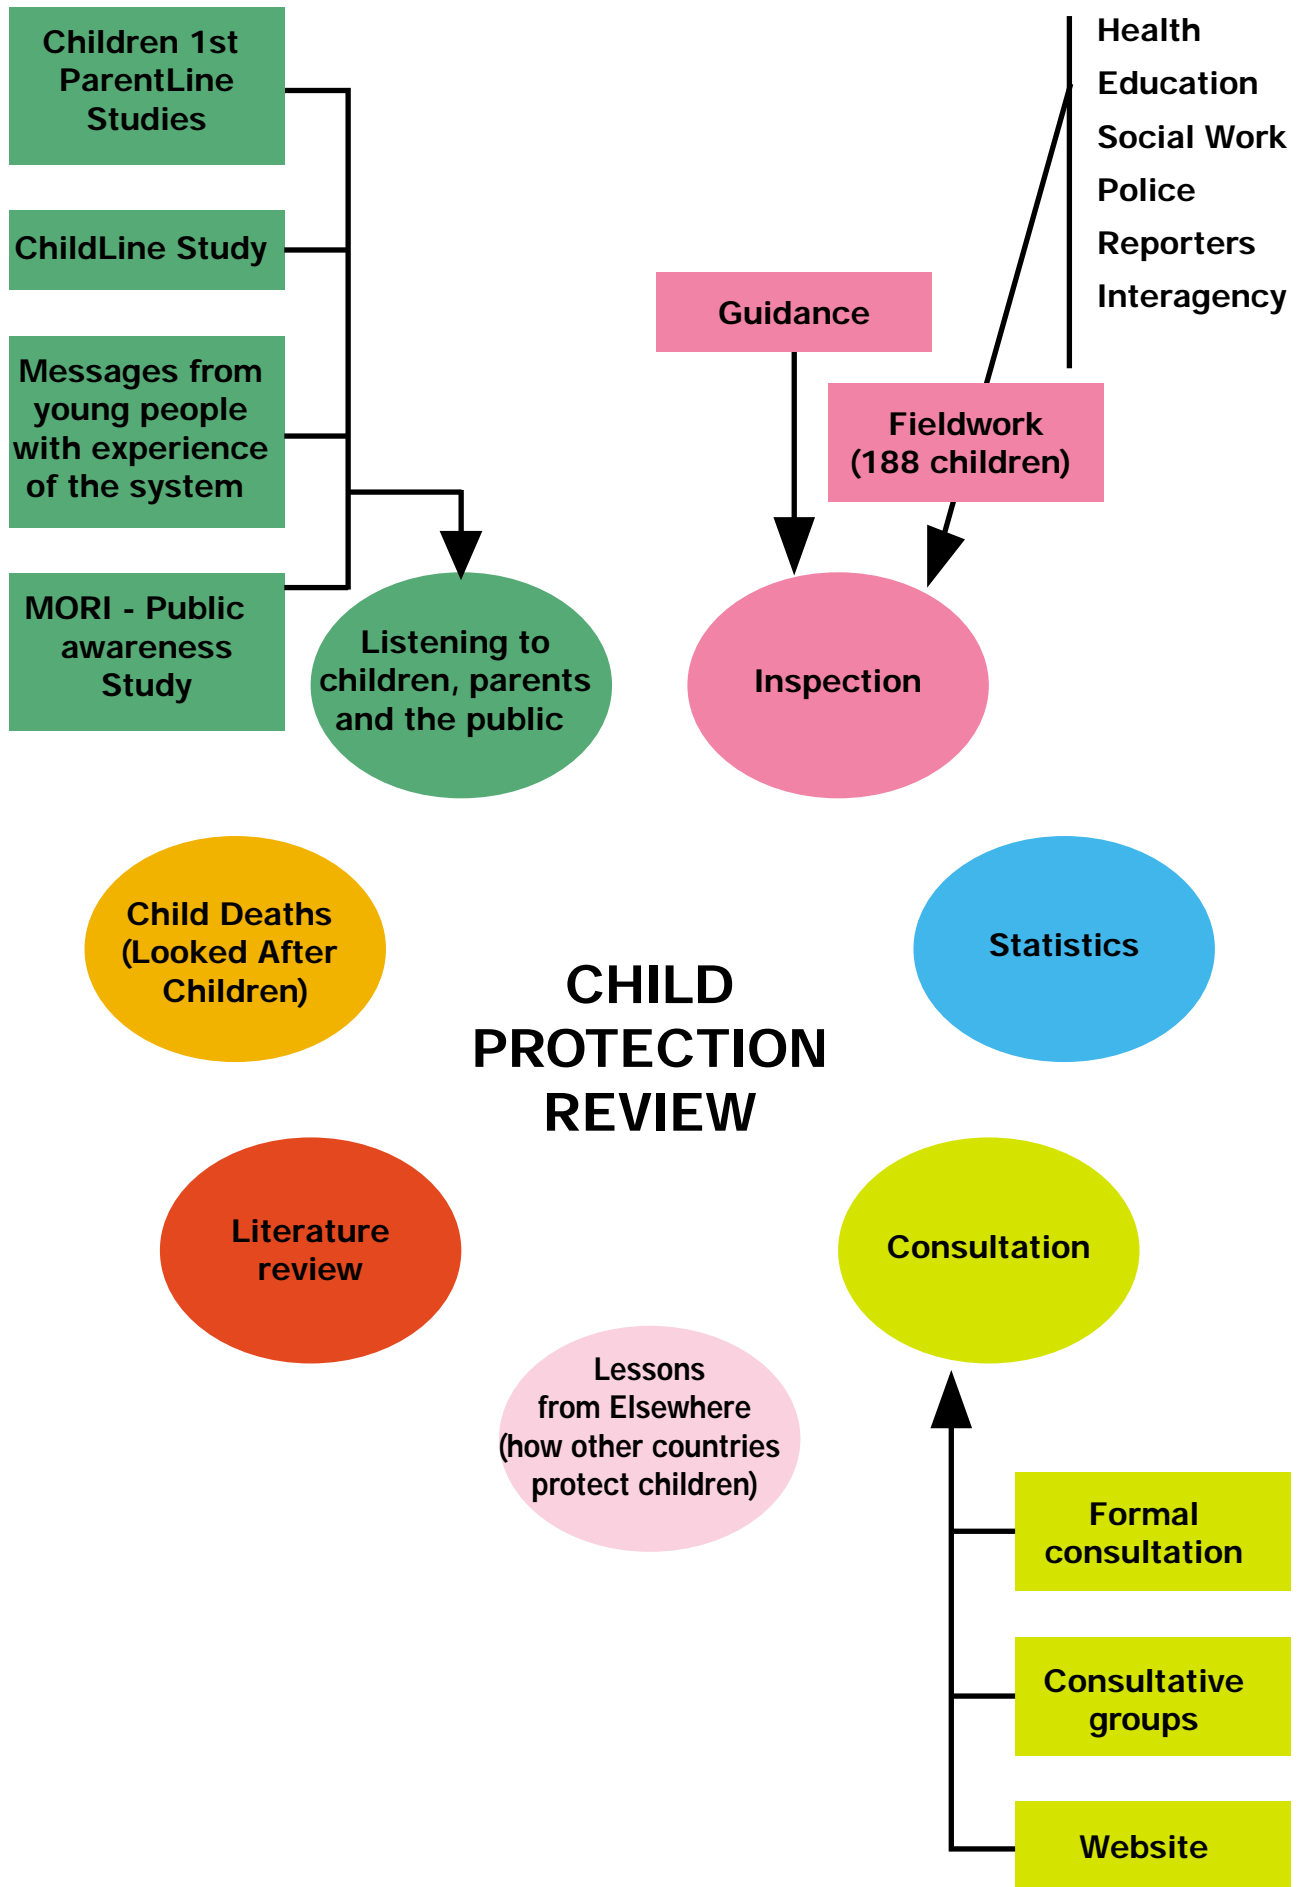 Children 1st
ParentLine
Studies
ChildLine Study
Messages from
young people
with experience
of the system
MORI - Public
awareness
Study
Listening to
children, parents
and the public
Health
Education
Social Work
Police
Reporters
Interagency
Guidance
Fieldwork
(188 children)
Inspection
Child Deaths
(Looked After
Children)
Statistics
CHILD
PROTECTION
REVIEW
Literature
review
Consultation
Lessons
from Elsewhere
(how other countries
protect children)
Formal
consultation
Consultative
groups
Website